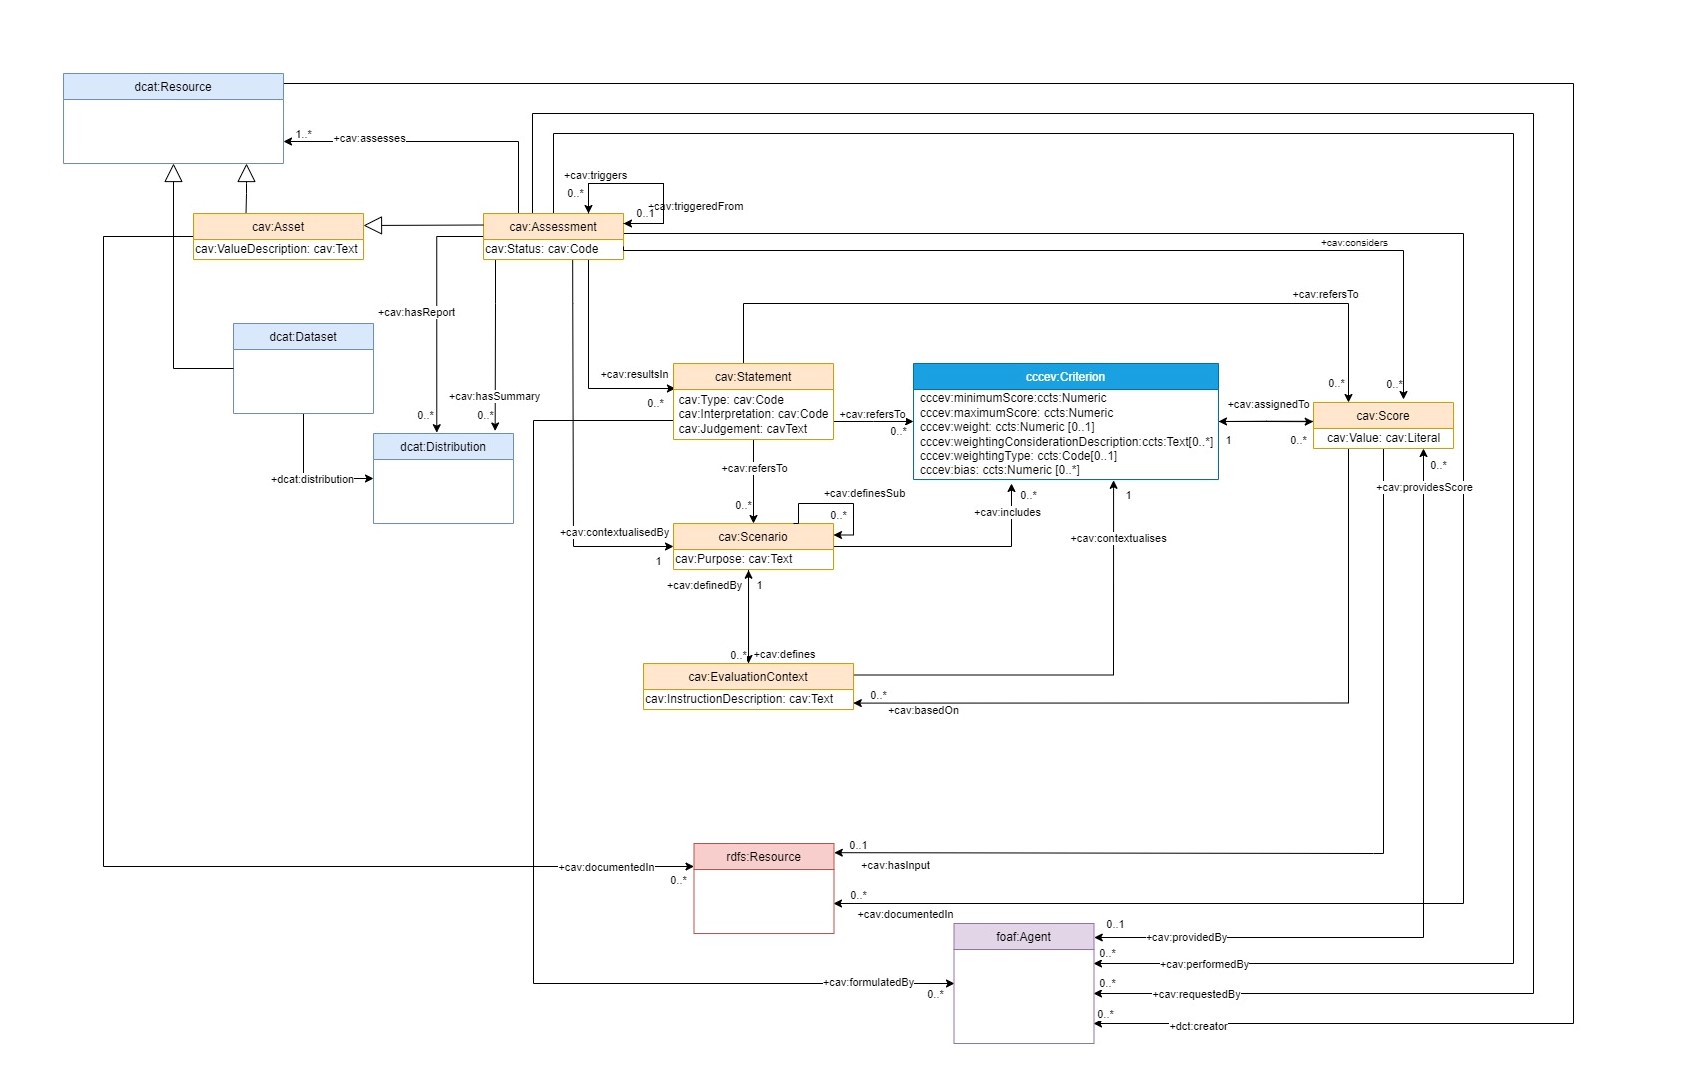 dcat:Resource
1..*
+cav:assesses
+cav:triggers
0..*
0..1
+cav:triggeredFrom
cav:Asset
cav:ValueDescription: cav:Text
cav:Assessment
cav:Status: cav:Code
+cav:considers
+cav:refersTo
+cav:hasReport
dcat:Dataset
+cav:resultsIn
0..*
cav:Statement
cav:Type: cav:Code
cav:Interpretation: cav:Code
cav:Judgement: cavText
cccev:Criterion
cccev:minimumScore:ccts:Numeric
cccev:maximumScore: ccts:Numeric
cccev:weight: ccts:Numeric [0..1]
cccev:weightingConsiderationDescription:ccts:Text[0..*]
cccev:weightingType: ccts:Code[0..1]
cccev:bias: ccts:Numeric [0..*]
0..*
0..*
+cav:assignedTo
1
0..*
cav:Score
cav:Value: cav:Literal
+cav:hasSummary
0..*
0..*
+cav:refersTo
0..*
dcat:Distribution
+dcat:distribution
+cav:refersTo
0..*
0..*
+cav:providesScore
+cav:definesSub
0..*
0..*
+cav:includes
1
+cav:contextualises
+cav:contextualisedBy
1
cav:Scenario
cav:Purpose: cav:Text
+cav:definedBy
1
0..*
+cav:defines
cav:EvaluationContext
cav:InstructionDescription: cav:Text
0..*
+cav:basedOn
rdfs:Resource
0..1
+cav:hasInput
+cav:documentedIn
0..*
0..*
+cav:documentedIn
foaf:Agent
0..1
+cav:providedBy
0..*
+cav:performedBy
+cav:formulatedBy
0..*
0..*
+cav:requestedBy
0..*
+dct:creator